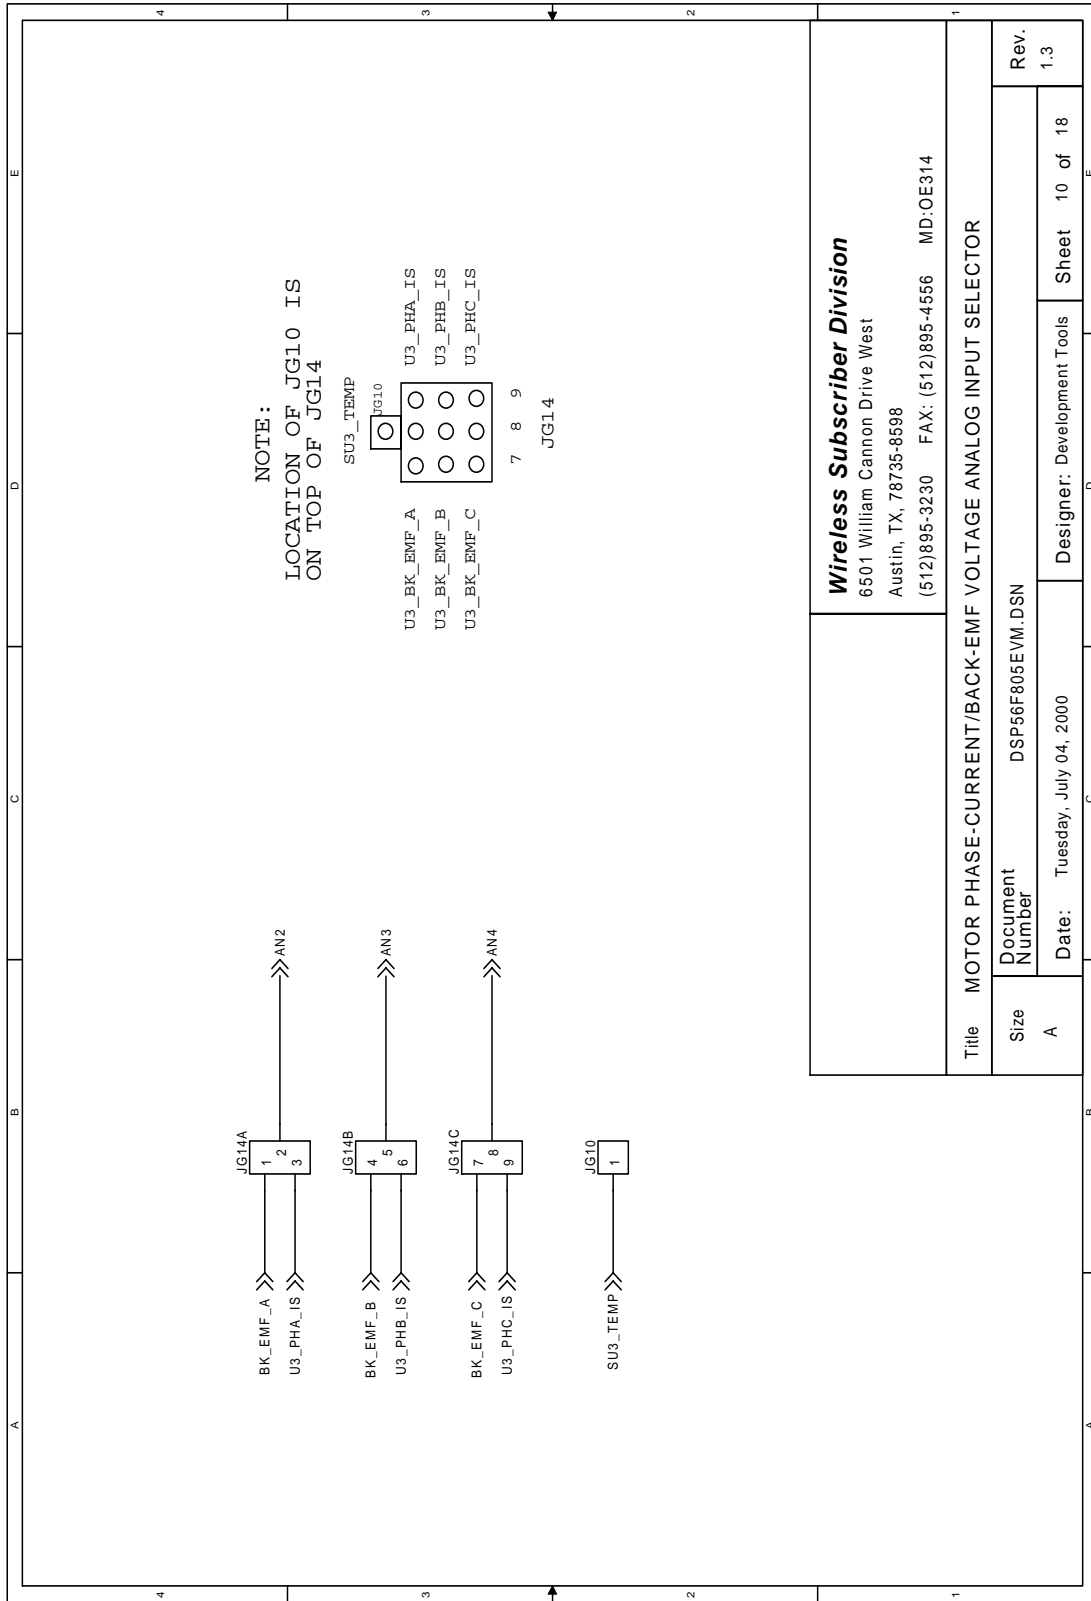 A
B
C
D
E
4
3
2
1
NOTE:
LOCATION OF JG10 IS
ON TOP OF JG14
SU3_TEMP
JG10
U3_BK_EMF_A
U3_PHA_IS
U3_BK_EMF_B
U3_PHB_IS
U3_BK_EMF_C
U3_PHC_IS
7 8 9
JG14
JG14A
BK_EMF_A
1
2
AN2
U3_PHA_IS
3
JG14B
BK_EMF_B
4
5
AN3
U3_PHB_IS
6
JG14C
BK_EMF_C
7
8
AN4
U3_PHC_IS
9
JG10
SU3_TEMP
1
Wireless Subscriber Division
6501 William Cannon Drive West
Austin, TX, 78735-8598
(512)895-3230 FAX: (512)895-4556 MD:OE314
Title MOTOR PHASE-CURRENT/BACK-EMF VOLTAGE ANALOG INPUT SELECTOR
Size
A
Document
Number
DSP56F805EVM.DSN
Rev.
1.3
Date: Tuesday, July 04, 2000
Designer: Development Tools
Sheet 10 of 18
4
3
2
1
A
B
C
D
E